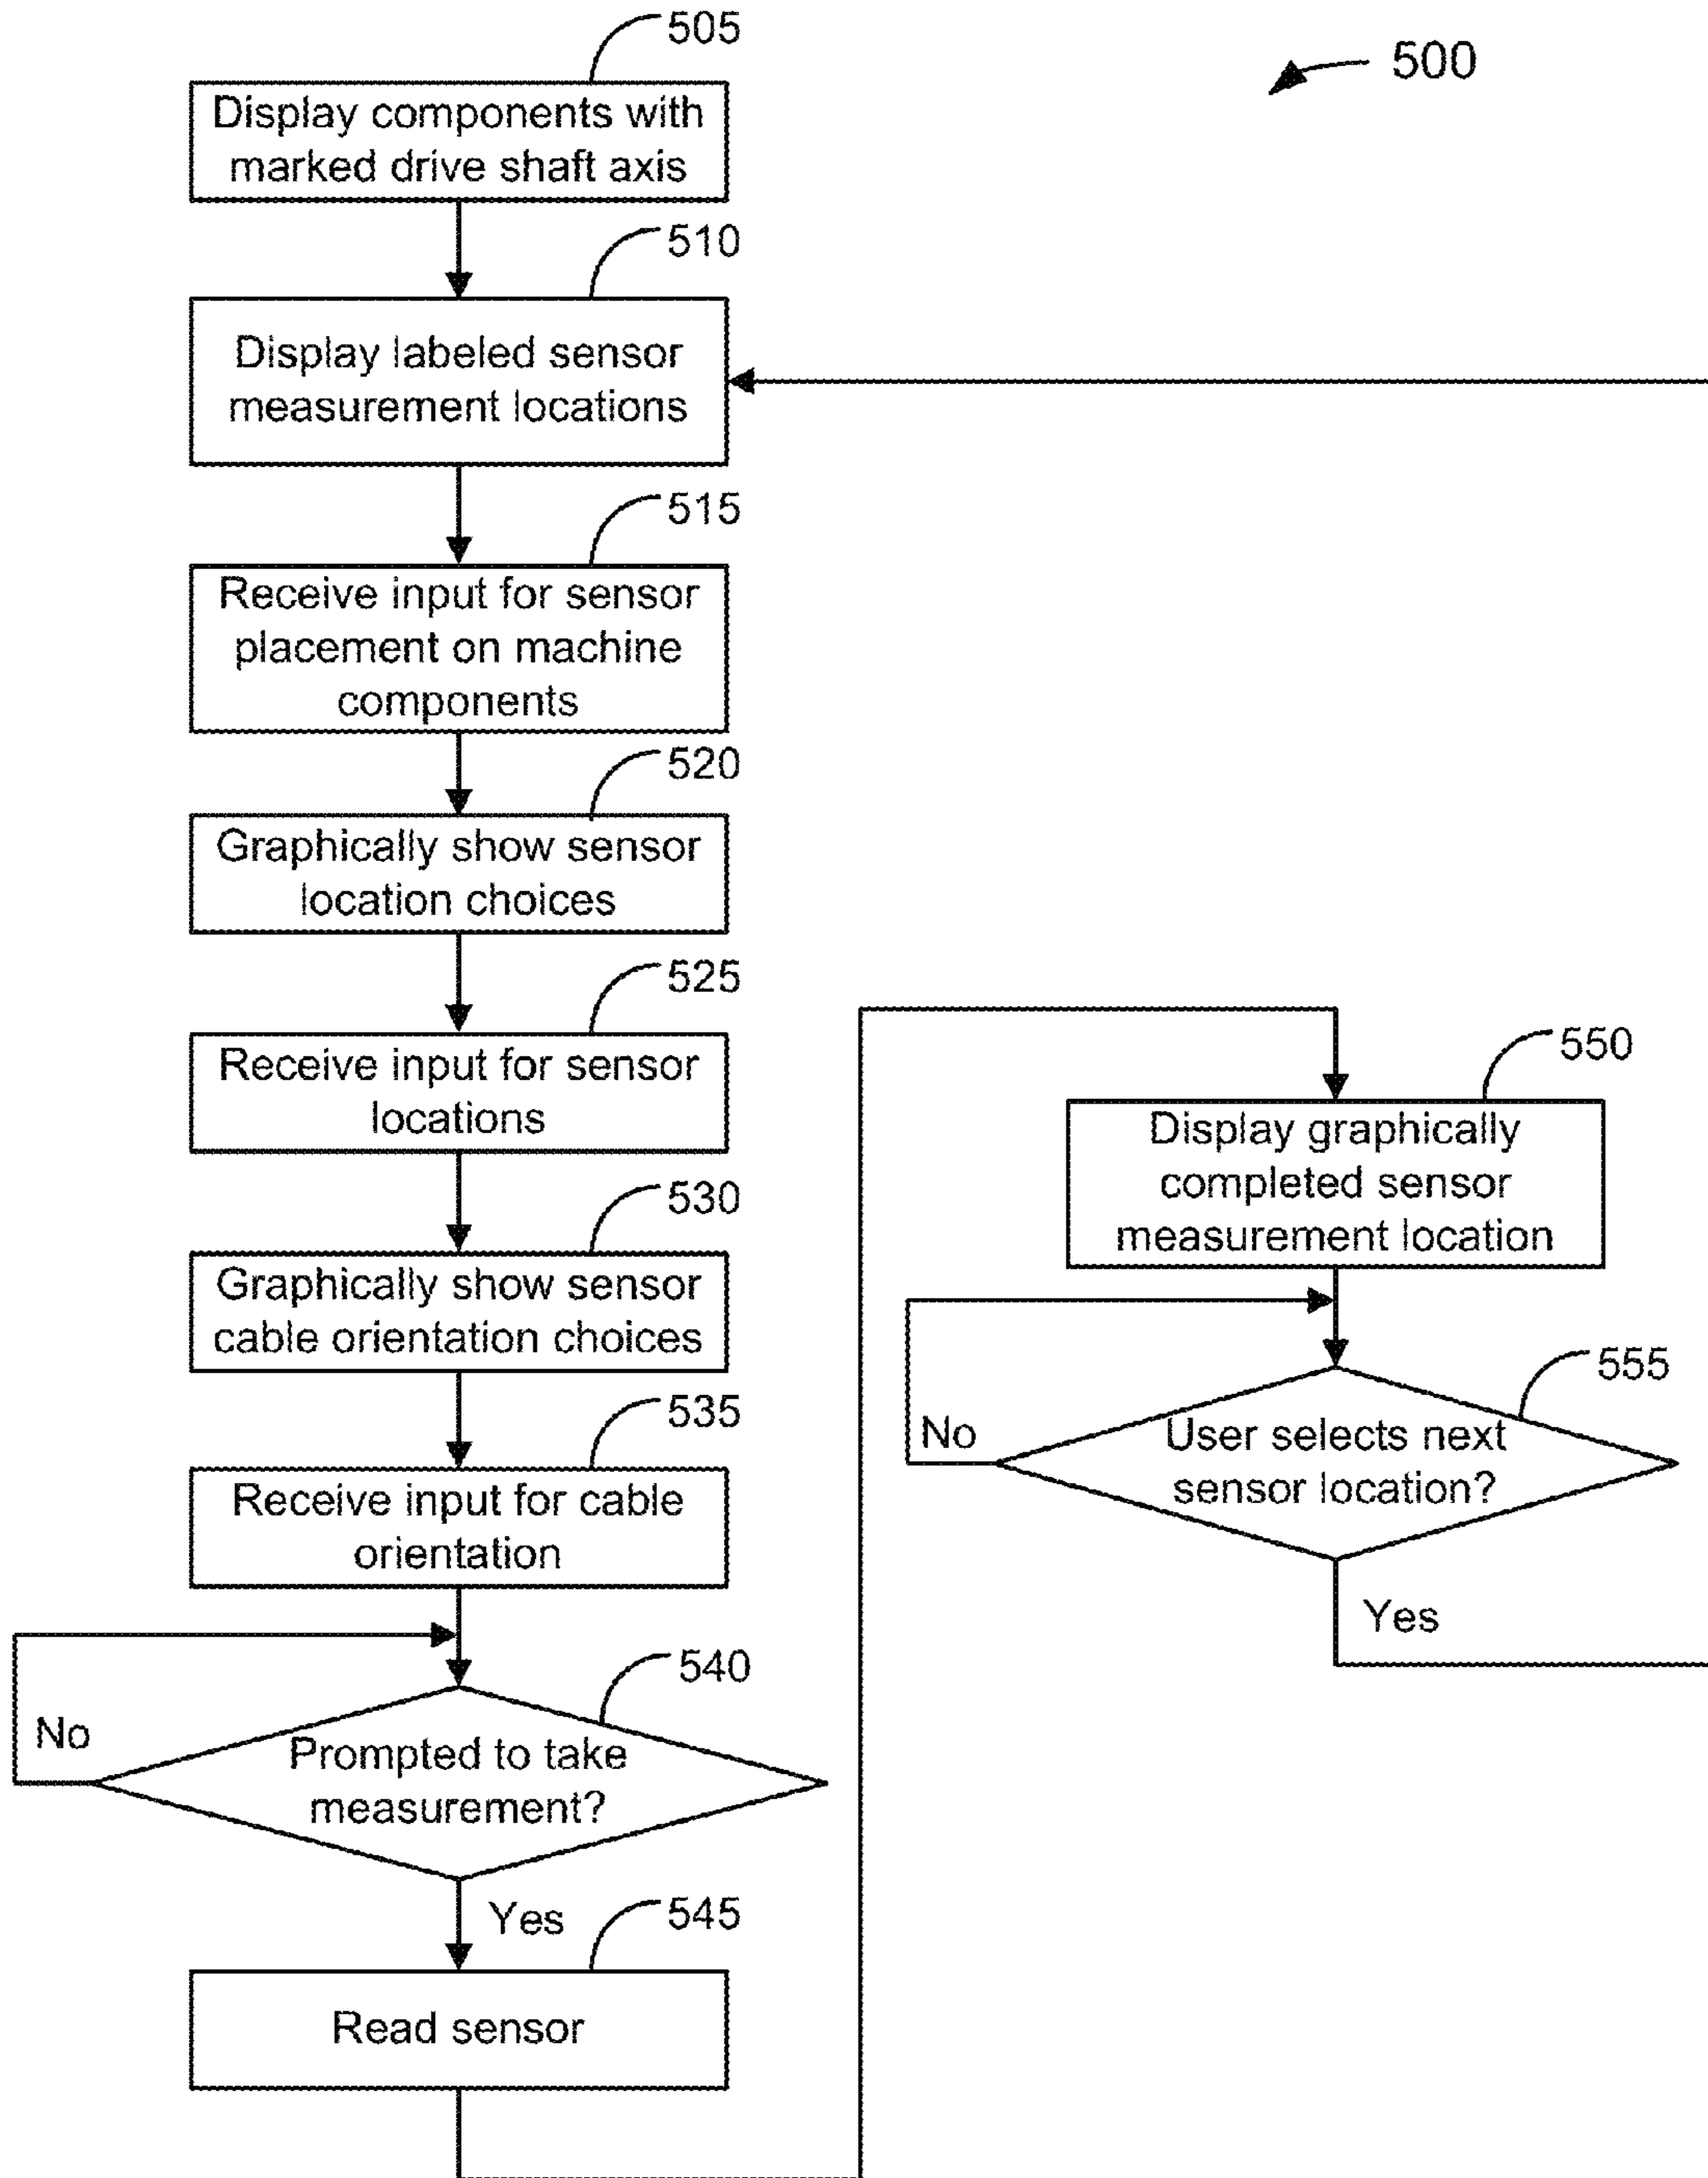 500
505
Display components with
marked drive shaft axis
510
Display labeled sensor
measurement locations
515
Receive input for sensor
placement on machine
components
520
Graphically show sensor
location choices
525
Receive input for sensor
locations
530
Graphically show sensor
cable orientation choices
535
Receive input for cable
orientation
540
No
Prompted to take
measurement?
Yes
545
Read sensor
550
Display graphically
completed sensor
measurement location
555
No
User selects next
sensor location?
Yes